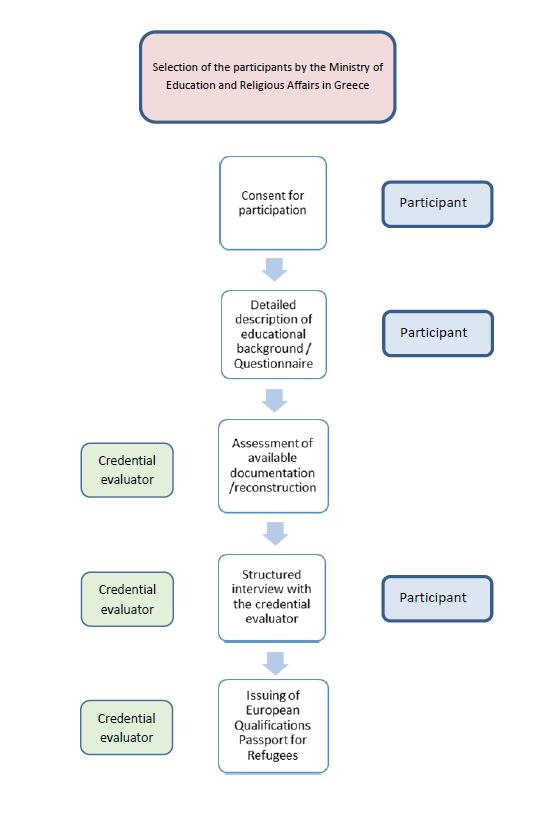 Selection of the participants by the Ministry of
Education and Religious Affairs in Greece
Consent for
participation
Participant
Detailed
description of
educational
background /
Questionnaire
Participant
Credential
evaluator
Assessment of
available
documentation
/reconstruction
Credential
evaluator
Structured
interview with
the credential
evaluator
Participant
Credential
evaluator
Issuing of
European
Qualifications
Passport for
Refugees